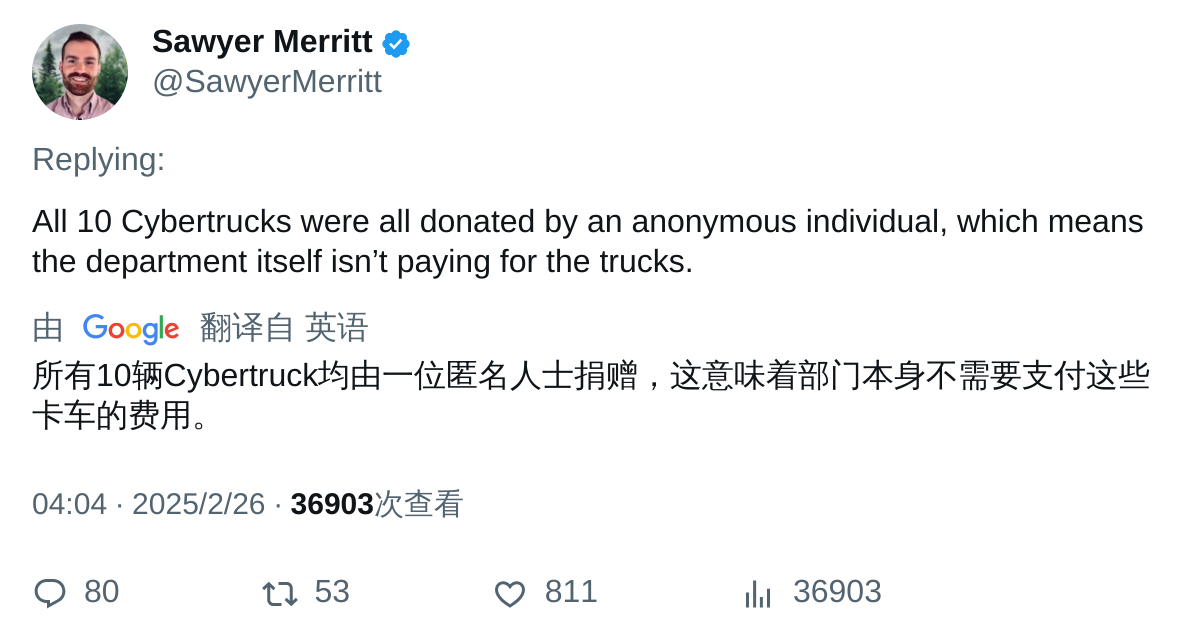 Sawyer Merritt
@SawyerMerritt
Replying:
All 10 Cybertrucks were all donated by an anonymous individual, which means
the department itself isn’t paying for the trucks.
由 Google 翻译自 英语
所有10辆Cybertruck均由一位匿名人士捐赠，这意味着部门本身不需要支付这些
卡车的费用。
04:04 · 2025/2/26 · 36903次查看
80 53 811 36903